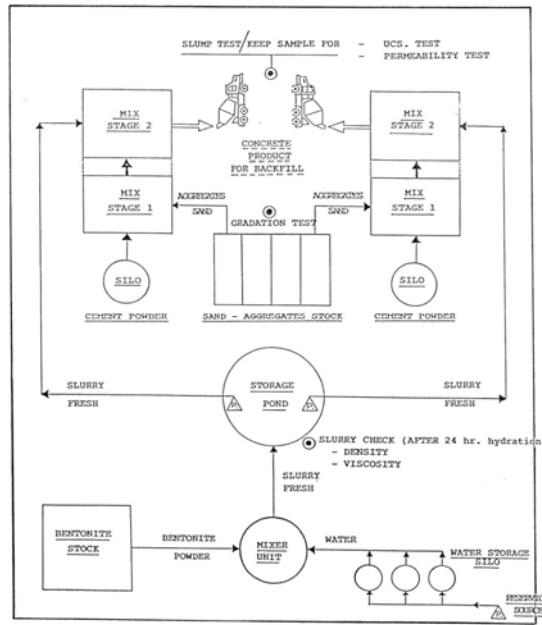 SLUMP TEST/KEEP SAMPLE FOR - UCS. TEST
- PERMEABILITY TEST
MIX
STAGE 2
MIX
STAGE 2
CONCRETE
PRODUCT
FOR BACKFILL
MIX
STAGE 1
AGGREGATES
SAND
AGGREGATES
SAND
MIX
STAGE 1
GRADATION TEST
SILO
SILO
CEMENT POWDER
SAND - AGGREGATES STOCK
CEMENT POWDER
SLURRY
FRESH
STORAGE
POND
P
P
SLURRY
FRESH
SLURRY CHECK (AFTER 24 hr. hydration
- DENSITY
- VISCOSITY
SLURRY
FRESH
BENTONITE
STOCK
BENTONITE
POWDER
MIXER
UNIT
WATER
WATER STORAGE
SILO
P
SOURCE